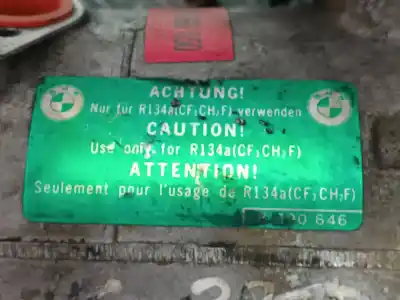 ACHTUNG!
Nur für R134a(CF₃CH₂F) verwenden
CAUTION!
Use only for R134a(CF₃CH₂F)
ATTENTION!
Seulement pour l'usage de R134a(CF₃CH₂F)
646